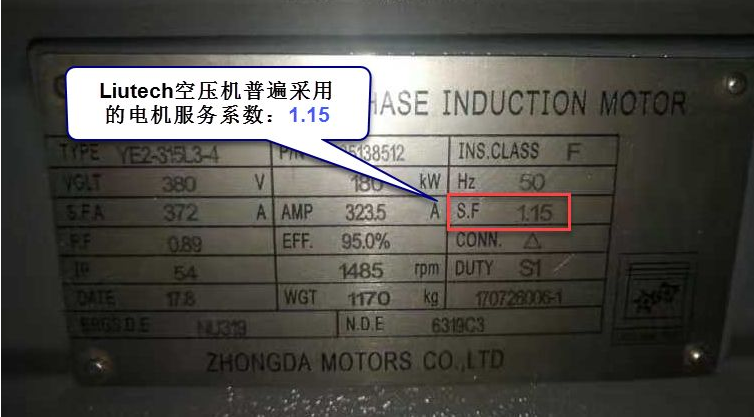 Liutech空压机普遍采用
的电机服务系数：1.15
HASE INDUCTION MOTOR
TYPE YE2-315L3-4 P/N 5138512 INS.CLASS F
VOLT 380 V 180 kW Hz 50
S.F.A 372 A AMP 323.5 A S.F 1.15
P.F 0.89 EFF. 95.0% CONN. △
IP 54 1485 rpm DUTY S1
DATE 17.8 WGT 1170 kg 170726006-1
BRGS D.E NU319 N.D.E 6319C3
ZHONGDA MOTORS CO.,LTD